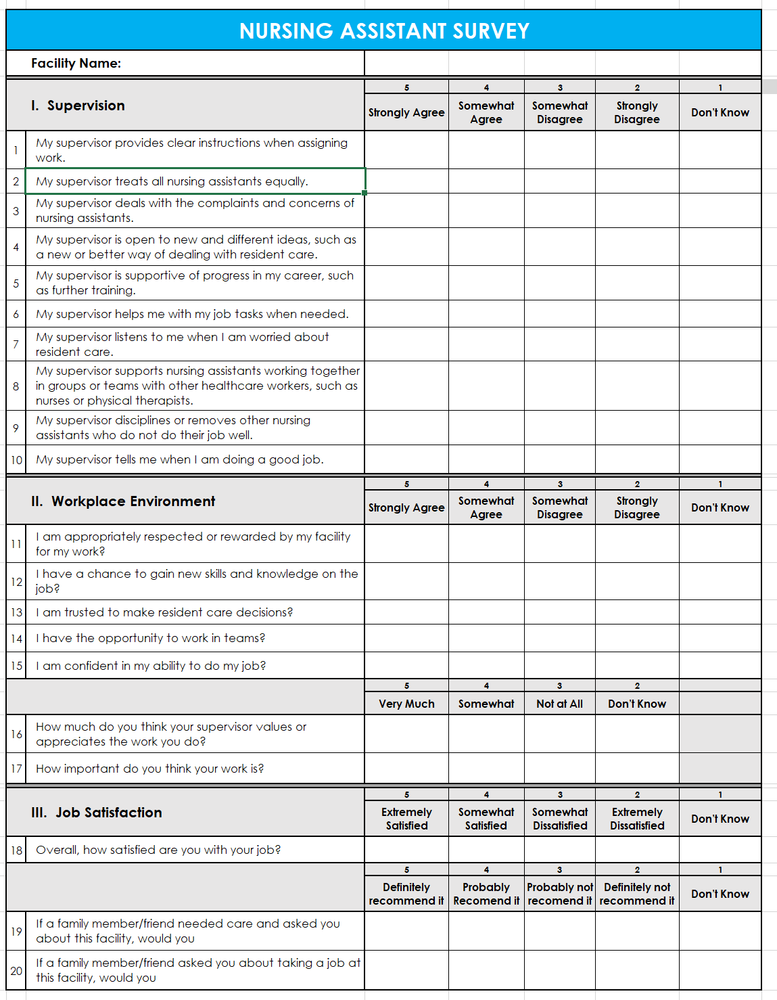 NURSING ASSISTANT SURVEY
Facility Name:
I. Supervision
5 4 3 2 1
Strongly Agree
Somewhat
Agree
Somewhat
Disagree
Strongly
Disagree
Don't Know
1
My supervisor provides clear instructions when assigning
work.
2 My supervisor treats all nursing assistants equally.
3
My supervisor deals with the complaints and concerns of
nursing assistants.
4
My supervisor is open to new and different ideas, such as
a new or better way of dealing with resident care.
5
My supervisor is supportive of progress in my career, such
as further training.
6 My supervisor helps me with my job tasks when needed.
7
My supervisor listens to me when I am worried about
resident care.
8
My supervisor supports nursing assistants working together
in groups or teams with other healthcare workers, such as
nurses or physical therapists.
9
My supervisor disciplines or removes other nursing
assistants who do not do their job well.
10 My supervisor tells me when I am doing a good job.
II. Workplace Environment
5 4 3 2 1
Strongly Agree
Somewhat
Agree
Somewhat
Disagree
Strongly
Disagree
Don't Know
11
I am appropriately respected or rewarded by my facility
for my work?
12
I have a chance to gain new skills and knowledge on the
job?
13 I am trusted to make resident care decisions?
14 I have the opportunity to work in teams?
15 I am confident in my ability to do my job?
5 4 3 2
Very Much
Somewhat
Not at All
Don't Know
16
How much do you think your supervisor values or
appreciates the work you do?
17 How important do you think your work is?
III. Job Satisfaction
5 4 3 2 1
Extremely
Satisfied
Somewhat
Satisfied
Somewhat
Dissatisfied
Extremely
Dissatisfied
Don't Know
18 Overall, how satisfied are you with your job?
5 4 3 2 1
Definitely
recommend it
Probably
Recomend it
Probably not
recomend it
Definitely not
recommend it
Don't Know
19
If a family member/friend needed care and asked you
about this facility, would you
20
If a family member/friend asked you about taking a job at
this facility, would you